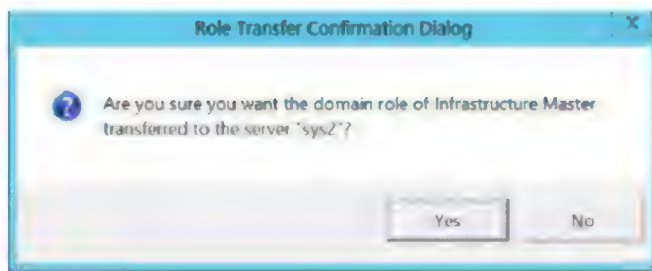 Role Transfer Confirmation Dialog
Are you sure you want the domain role of Infrastructure Master
transferred to the server "sys2"?
Yes
No